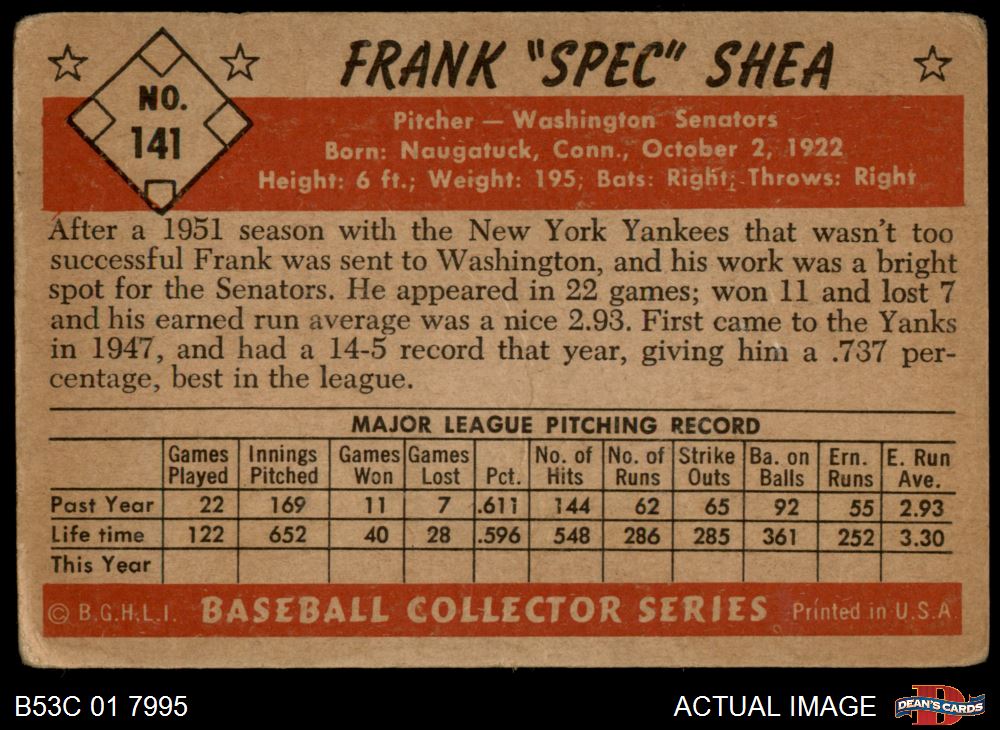 FRANK "SPEC" SHEA
NO.
141
Pitcher — Washington Senators
Born: Naugatuck, Conn., October 2, 1922
Height: 6 ft.; Weight: 195; Bats: Right; Throws: Right
After a 1951 season with the New York Yankees that wasn't too
successful Frank was sent to Washington, and his work was a bright
spot for the Senators. He appeared in 22 games; won 11 and lost 7
and his earned run average was a nice 2.93. First came to the Yanks
in 1947, and had a 14-5 record that year, giving him a .737 per-
centage, best in the league.
MAJOR LEAGUE PITCHING RECORD
Games Played Innings Pitched Games Won Games Lost Pct. No. of Hits No. of Runs Strike Outs Ba. on Balls Ern. Runs E. Run Ave.
Past Year 22 169 11 7 .611 144 62 65 92 55 2.93
Life time 122 652 40 28 .596 548 286 285 361 252 3.30
This Year
© B.G.H.L.I. BASEBALL COLLECTOR SERIES Printed in U.S.A.
B53C 01 7995 ACTUAL IMAGE DEAN'S CARDS